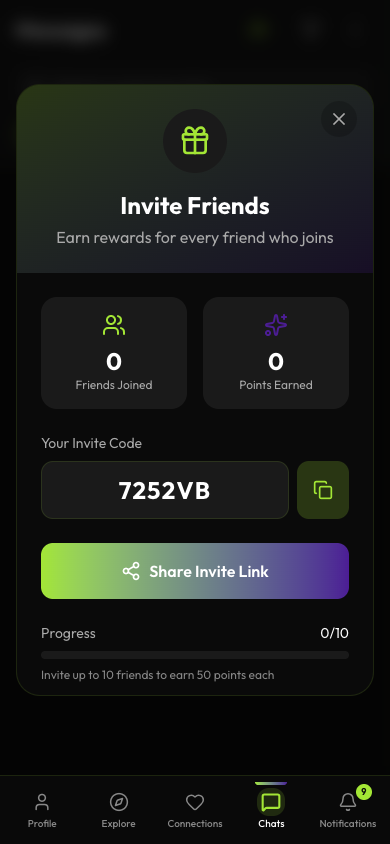 Invite Friends
Earn rewards for every friend who joins
0
Friends Joined
0
Points Earned
Your Invite Code
7252VB
Share Invite Link
Progress
0/10
Invite up to 10 friends to earn 50 points each
9
Profile
Explore
Connections
Chats
Notifications